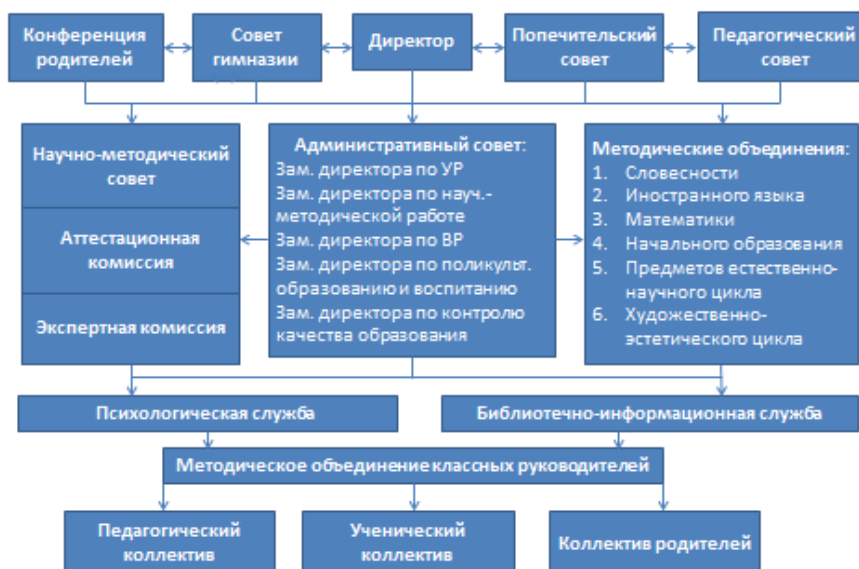 Конференция
родителей
Совет
гимназии
Директор
Попечительский
совет
Педагогический
совет
Научно-методический
совет
Аттестационная
комиссия
Экспертная комиссия
Административный совет:
Зам. директора по УР
Зам. директора по науч.-
методической работе
Зам. директора по ВР
Зам. директора по поликульт.
образованию и воспитанию
Зам. директора по контролю
качества образования
Методические объединения:
1. Словесности
2. Иностранного языка
3. Математики
4. Начального образования
5. Предметов естественно-
научного цикла
6. Художественно-
эстетического цикла
Психологическая служба
Библиотечно-информационная служба
Методическое объединение классных руководителей
Педагогический
коллектив
Ученический
коллектив
Коллектив родителей